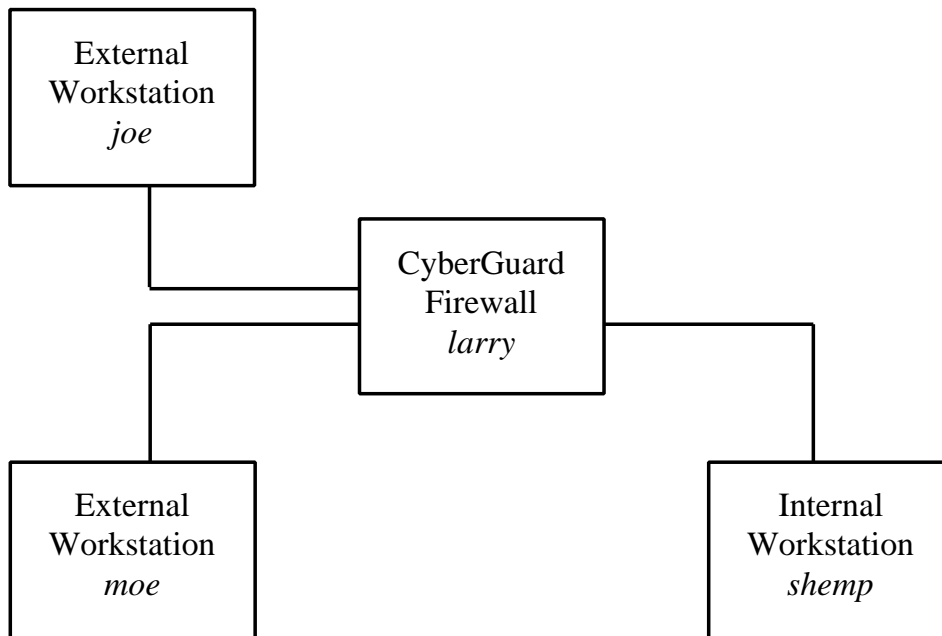 External
Workstation
joe
CyberGuard
Firewall
larry
External
Workstation
moe
Internal
Workstation
shemp